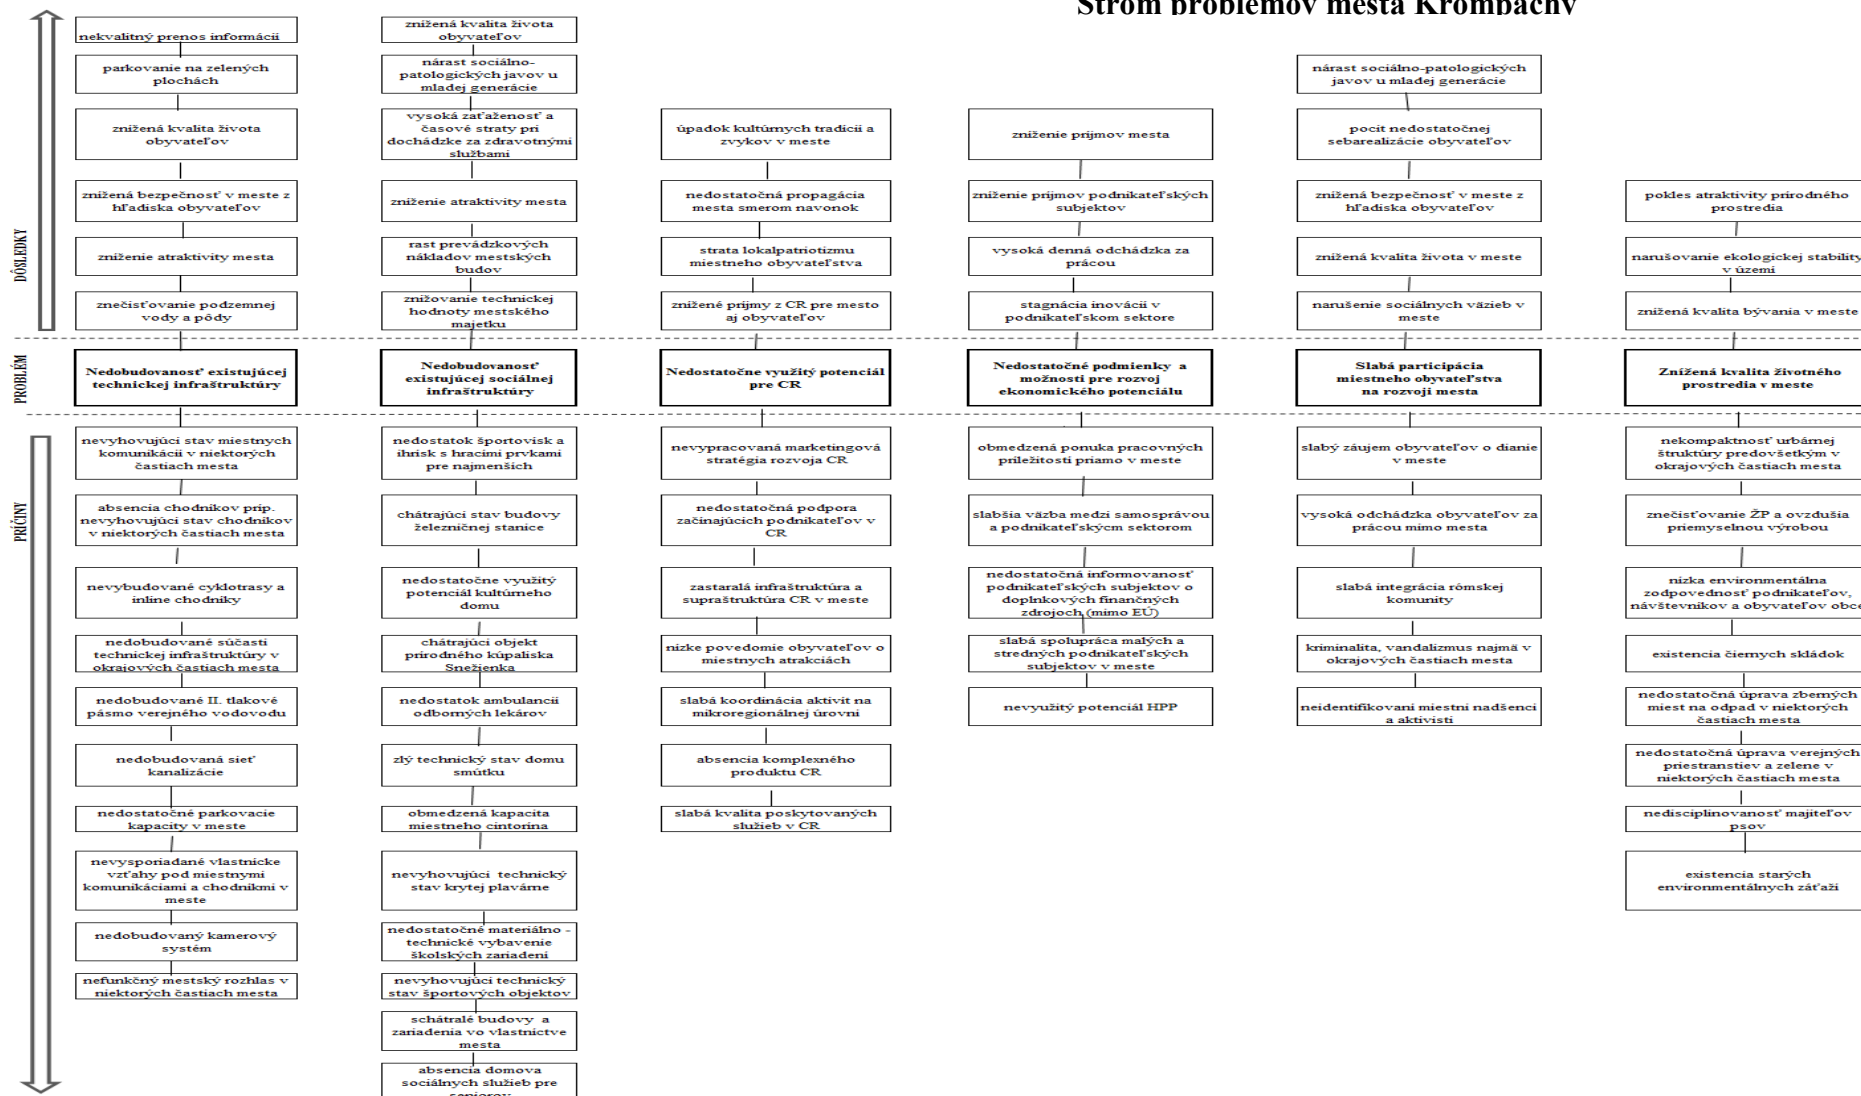 Strom problémov mesta Krompachy
DÔSLEDKY
PROBLÉM
PRÍČINY
nekvalitný prenos informácií
parkovanie na zelených
plochách
znížená kvalita života
obyvateľov
znížená bezpečnosť v meste z
hľadiska obyvateľov
zníženie atraktivity mesta
znečisťovanie podzemnej
vody a pôdy
Nedobudovanosť existujúcej
technickej infraštruktúry
nevyhovujúci stav miestnych
komunikácií v niektorých
častiach mesta
absencia chodníkov príp.
nevyhovujúci stav chodníkov
v niektorých častiach mesta
nevybudované cyklotrasy a
inline chodníky
nedobudované súčasti
technickej infraštruktúry v
okrajových častiach mesta
nedobudované II. tlakové
pásmo verejného vodovodu
nedobudovaná sieť
kanalizácie
nedostatočné parkovacie
kapacity v meste
nevysporiadané vlastnícke
vzťahy pod miestnymi
komunikáciami a chodníkmi v
meste
nedobudovaný kamerový
systém
nefunkčný mestský rozhlas v
niektorých častiach mesta
znížená kvalita života
obyvateľov
nárast sociálno-
patologických javov u
mladej generácie
vysoká zaťaženosť a
časové straty pri
dochádzke za zdravotnými
službami
zníženie atraktivity mesta
rast prevádzkových
nákladov mestských
budov
znižovanie technickej
hodnoty mestského
majetku
Nedobudovanosť
existujúcej sociálnej
infraštruktúry
nedostatok športovísk a
ihrísk s hracími prvkami
pre najmenších
chátrajúci stav budovy
železničnej stanice
nedostatočne využitý
potenciál kultúrneho
domu
chátrajúci objekt
prírodného kúpaliska
Snežienka
nedostatok ambulancií
odborných lekárov
zlý technický stav domu
smútku
obmedzená kapacita
miestneho cintorína
nevyhovujúci technický
stav krytej plavárne
nedostatočné materiálno -
technické vybavenie
školských zariadení
nevyhovujúci technický
stav športových objektov
schátralé budovy a
zariadenia vo vlastníctve
mesta
absencia domova
sociálnych služieb pre
seniorov
úpadok kultúrnych tradícií a
zvykov v meste
nedostatočná propagácia
mesta smerom navonok
strata lokalpatriotizmu
miestneho obyvateľstva
znížené príjmy z CR pre mesto
aj obyvateľov
Nedostatočne využitý potenciál
pre CR
nevypracovaná marketingová
stratégia rozvoja CR
nedostatočná podpora
začínajúcich podnikateľov v
CR
zastaralá infraštruktúra a
supraštruktúra CR v meste
nízke povedomie obyvateľov o
miestnych atrakciách
slabá koordinácia aktivít na
mikroregionálnej úrovni
absencia komplexného
produktu CR
slabá kvalita poskytovaných
služieb v CR
zníženie príjmov mesta
zníženie príjmov podnikateľských
subjektov
vysoká denná odchádzka za
prácou
stagnácia inovácií v
podnikateľskom sektore
Nedostatočné podmienky a
možnosti pre rozvoj
ekonomického potenciálu
obmedzená ponuka pracovných
príležitostí priamo v meste
slabšia väzba medzi samosprávou
a podnikateľskýcm sektorom
nedostatočná informovanosť
podnikateľských subjektov o
doplnkových finančných
zdrojoch (mimo EÚ)
slabá spolupráca malých a
stredných podnikateľských
subjektov v meste
nevyužitý potenciál HPP
nárast sociálno-patologických
javov u mladej generácie
pocit nedostatočnej
sebarealizácie obyvateľov
znížená bezpečnosť v meste z
hľadiska obyvateľov
znížená kvalita života v meste
narušenie sociálnych väzieb v
meste
Slabá participácia
miestneho obyvateľstva
na rozvoji mesta
slabý záujem obyvateľov o dianie
v meste
vysoká odchádzka obyvateľov za
prácou mimo mesta
slabá integrácia rómskej
komunity
kriminalita, vandalizmus najmä v
okrajových častiach mesta
neidentifikovaní miestni nadšenci
a aktivisti
pokles atraktivity prírodného
prostredia
narušovanie ekologickej stability
v území
znížená kvalita bývania v meste
Znížená kvalita životného
prostredia v meste
nekompaktnosť urbárnej
štruktúry predovšetkým v
okrajových častiach mesta
znečisťovanie ŽP a ovzdušia
priemyselnou výrobou
nízka environmentálna
zodpovednosť podnikateľov,
návštevníkov a obyvateľov obce
existencia čiernych skládok
nedostatočná úprava zberných
miest na odpad v niektorých
častiach mesta
nedostatočná úprava verejných
priestranstiev a zelene v
niektorých častiach mesta
nedisciplinovanosť majiteľov
psov
existencia starých
environmentálnych záťaží